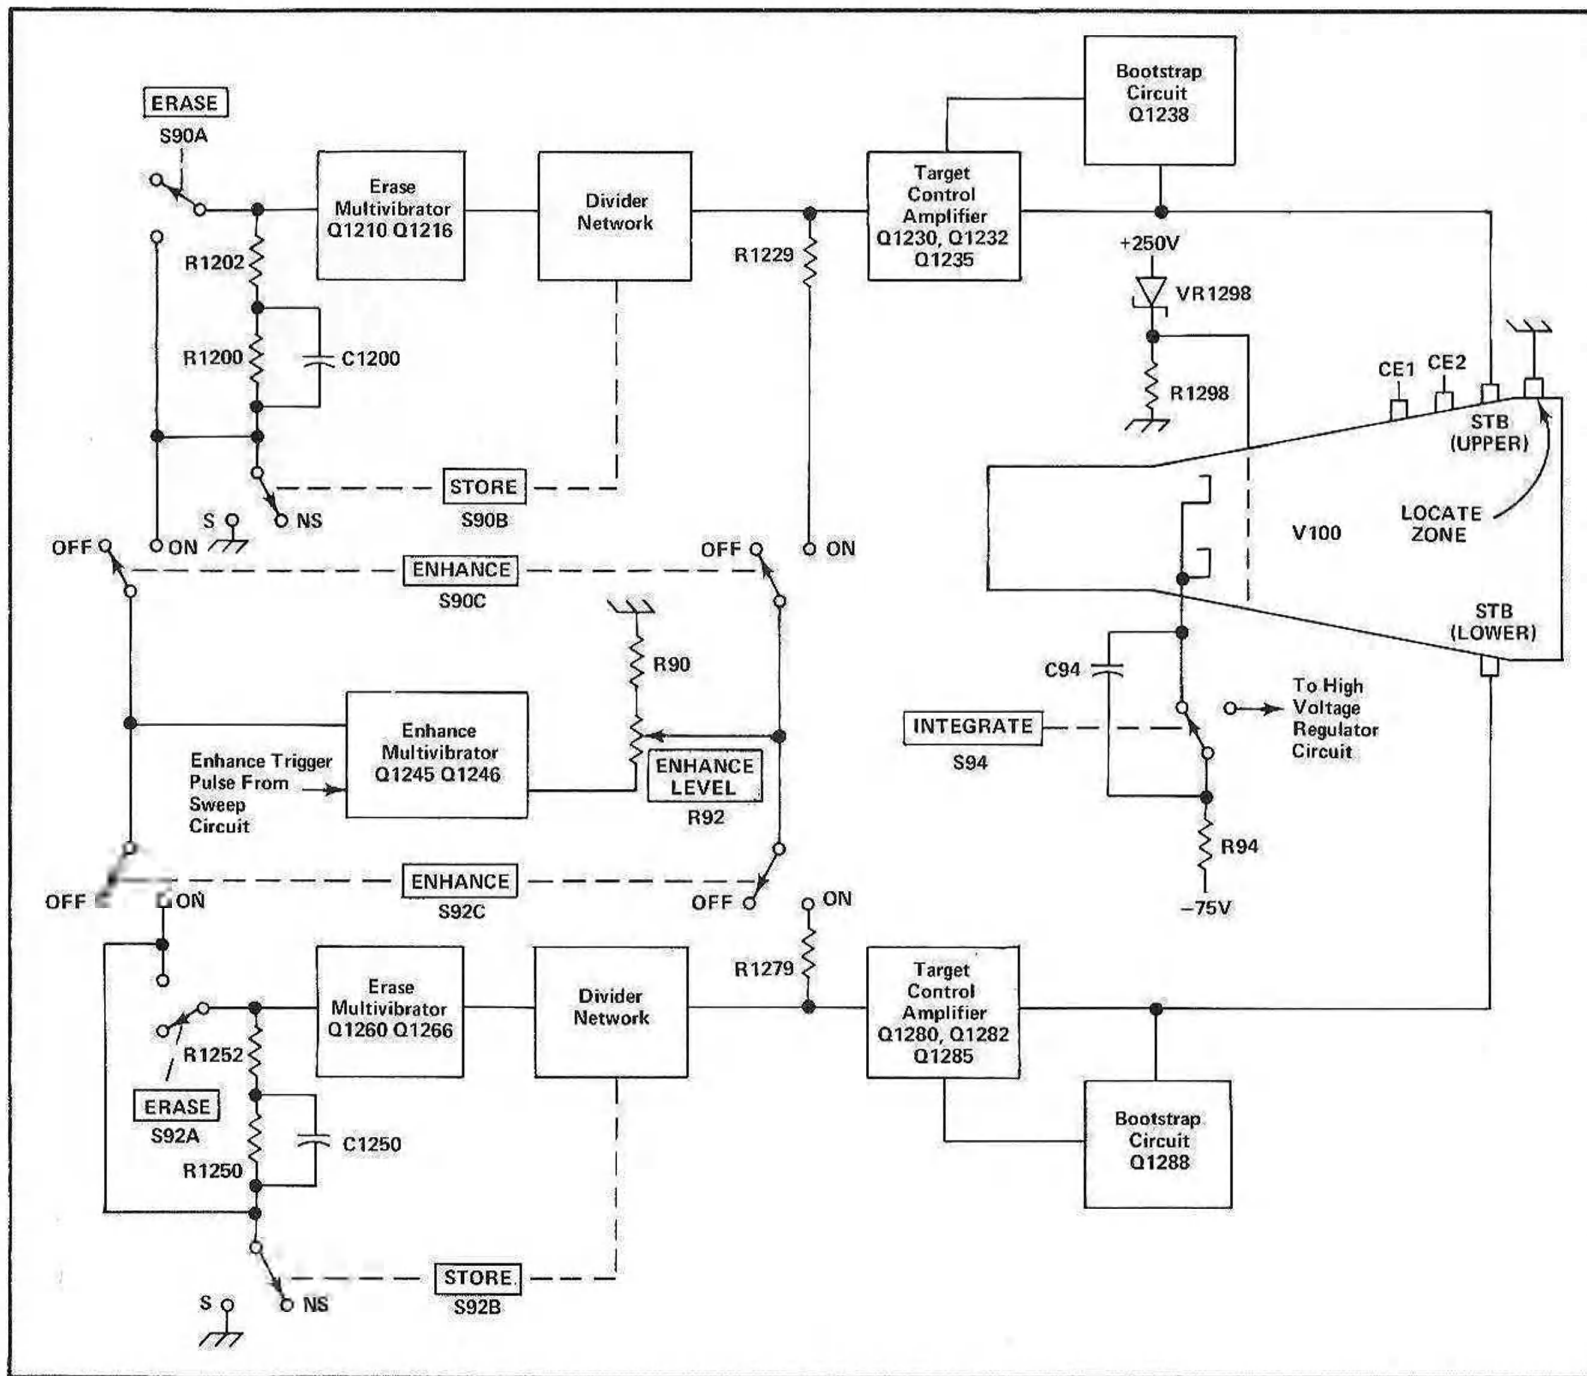 Bootstrap
Circuit
Q1238
ERASE
S90A
Erase
Multivibrator
Q1210 Q1216
Divider
Network
Target
Control
Amplifier
Q1230, Q1232
Q1235
R1202
R1229
+250V
VR1298
R1200
C1200
R1298
CE1
CE2
STB
(UPPER)
STORE
S90B
S
NS
LOCATE
ZONE
V100
OFF
ON
ENHANCE
S90C
OFF
ON
STB
(LOWER)
R90
C94
To High
Voltage
Regulator
Circuit
INTEGRATE
S94
Enhance
Multivibrator
Q1245 Q1246
Enhance Trigger
Pulse From
Sweep
Circuit
ENHANCE
LEVEL
R92
R94
−75V
OFF
ON
ENHANCE
S92C
OFF
ON
R1279
Erase
Multivibrator
Q1260 Q1266
Divider
Network
Target
Control
Amplifier
Q1280, Q1282
Q1285
R1252
ERASE
S92A
R1250
C1250
Bootstrap
Circuit
Q1288
STORE
S92B
S
NS